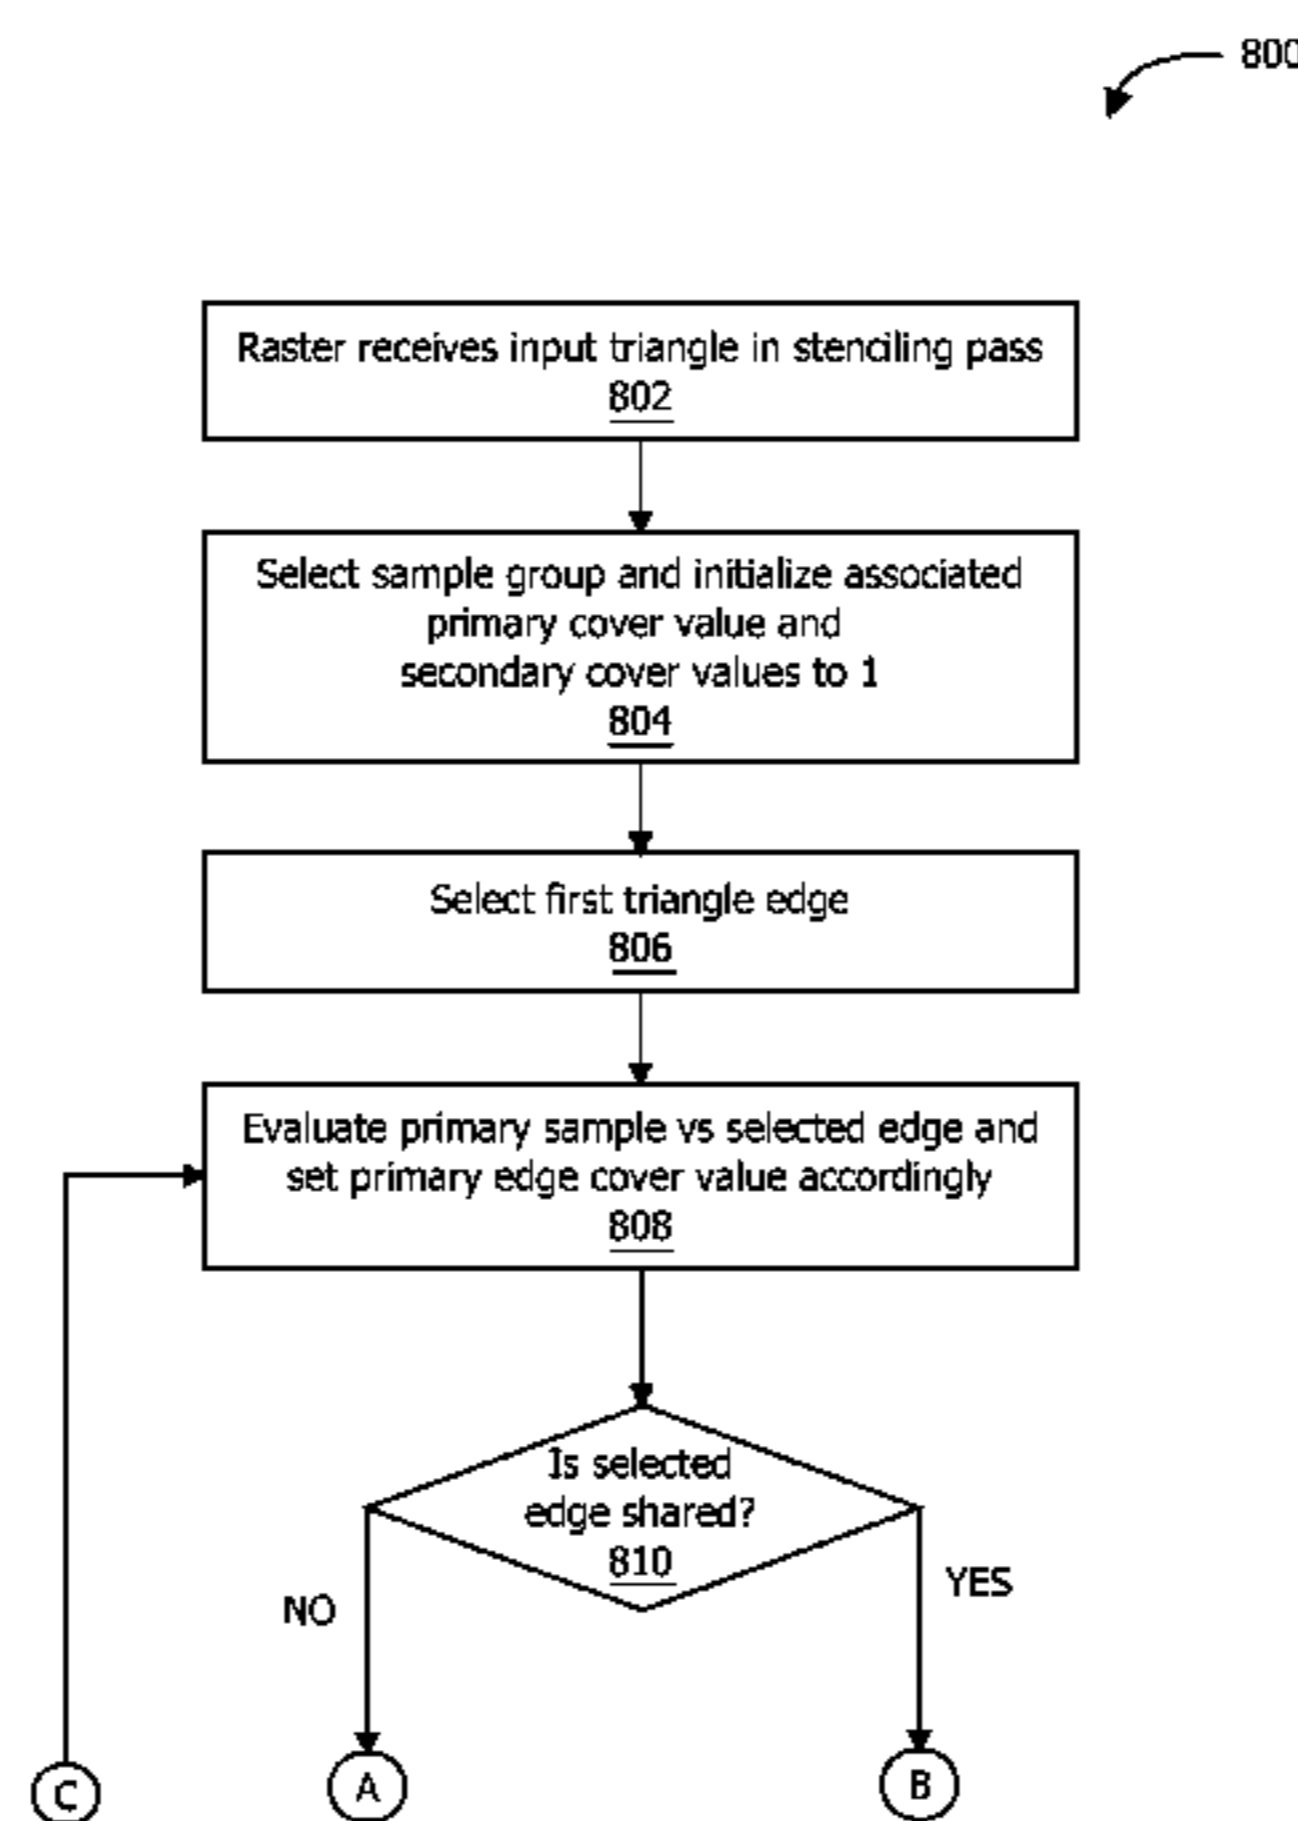 800
Raster receives input triangle in stenciling pass
802
Select sample group and initialize associated
primary cover value and
secondary cover values to 1
804
Select first triangle edge
806
Evaluate primary sample vs selected edge and
set primary edge cover value accordingly
808
Is selected
edge shared?
810
NO
YES
C
A
B